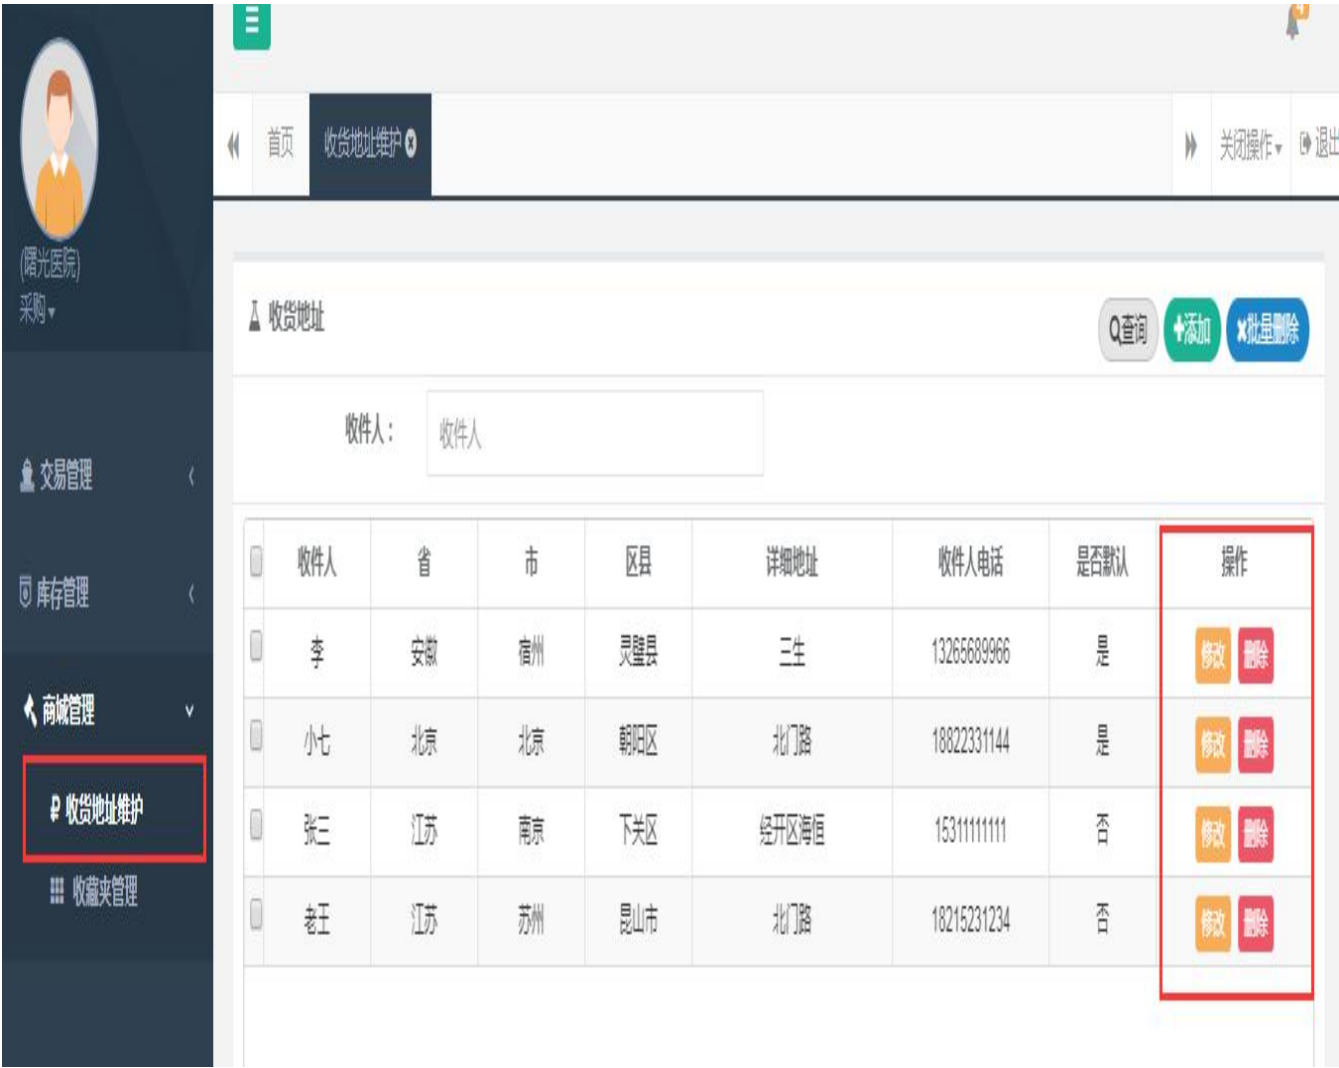 4
(曙光医院)
采购
交易管理
库存管理
商城管理
收货地址维护
收藏夹管理
首页 收货地址维护 关闭操作 退出
收货地址 查询 添加 批量删除
收件人： 收件人
收件人 省 市 区县 详细地址 收件人电话 是否默认 操作
李 安徽 宿州 灵璧县 三生 13265689966 是 修改 删除
小七 北京 北京 朝阳区 北门路 18822331144 是 修改 删除
张三 江苏 南京 下关区 经开区海恒 15311111111 否 修改 删除
老王 江苏 苏州 昆山市 北门路 18215231234 否 修改 删除